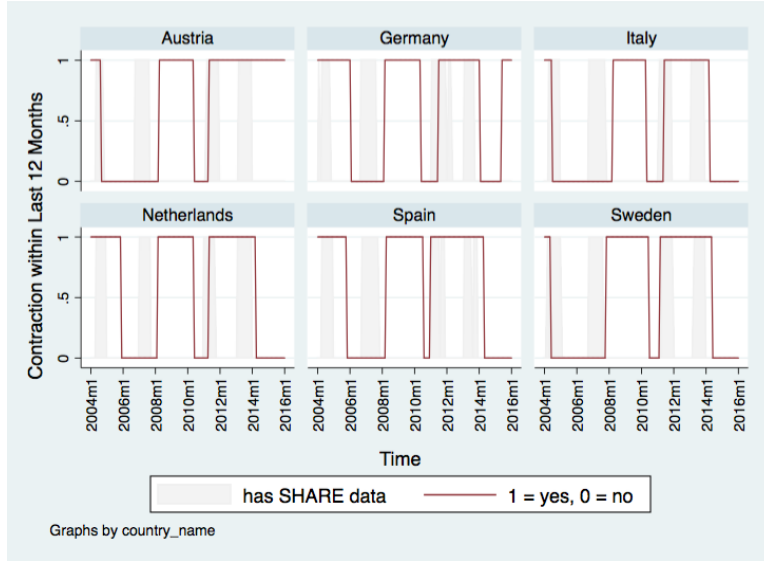 Austria
Germany
Italy
Contraction within Last 12 Months
1
.5
0
Netherlands
Spain
Sweden
1
.5
0
2004m1
2006m1
2008m1
2010m1
2012m1
2014m1
2016m1
2004m1
2006m1
2008m1
2010m1
2012m1
2014m1
2016m1
2004m1
2006m1
2008m1
2010m1
2012m1
2014m1
2016m1
Time
has SHARE data
1 = yes, 0 = no
Graphs by country_name